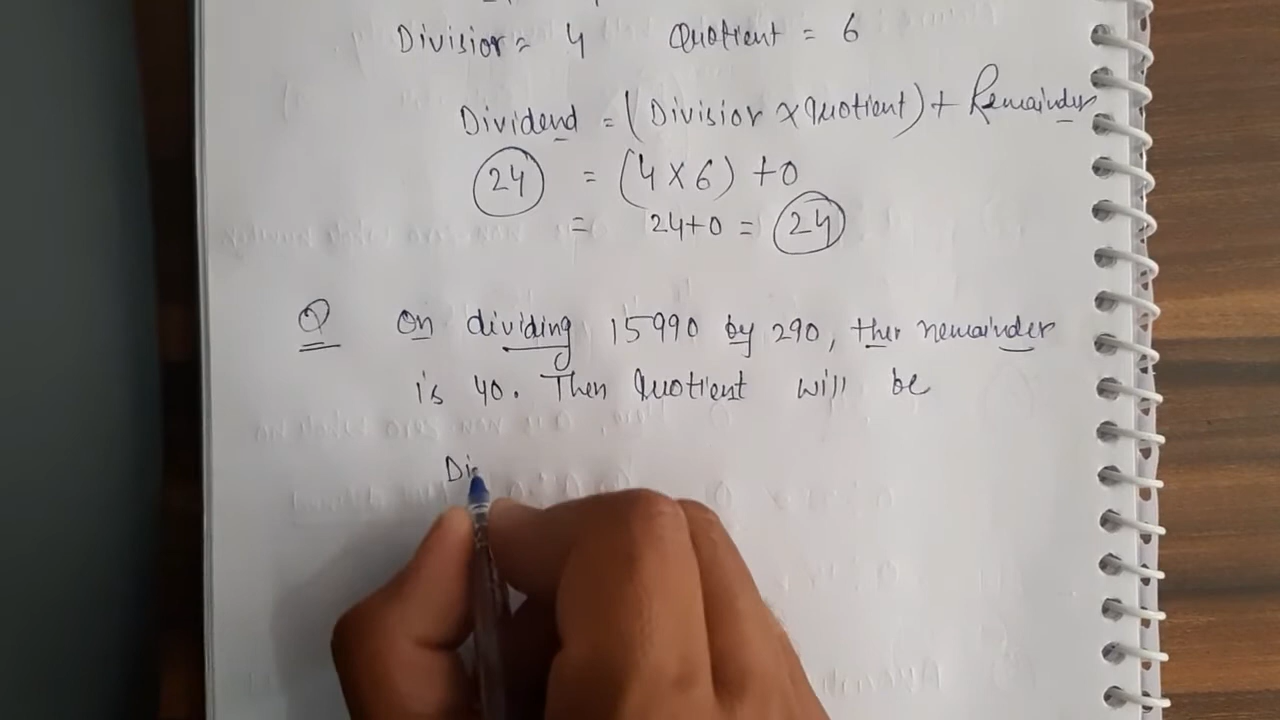 Divisior = 4 Quotient = 6
Dividend = (Divisior × Quotient) + Remainder
24 = (4 × 6) + 0
= 24+0 = 24
Q On dividing 15990 by 290, ther remainder
is 40. Then Quotient will be
Di